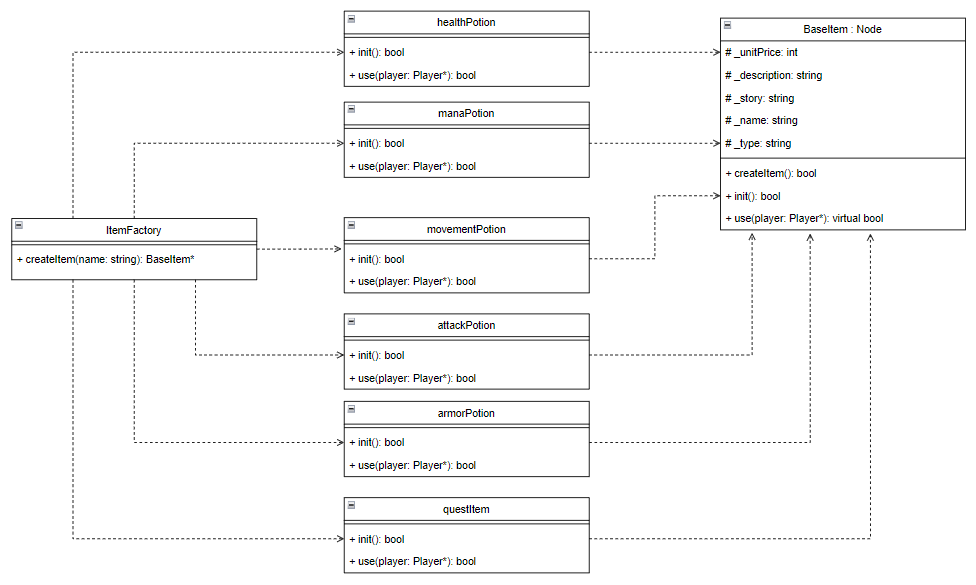 healthPotion
+ init(): bool
+ use(player: Player*): bool
manaPotion
+ init(): bool
+ use(player: Player*): bool
ItemFactory
+ createItem(name: string): BaseItem*
movementPotion
+ init(): bool
+ use(player: Player*): bool
attackPotion
+ init(): bool
+ use(player: Player*): bool
armorPotion
+ init(): bool
+ use(player: Player*): bool
questItem
+ init(): bool
+ use(player: Player*): bool
BaseItem : Node
# _unitPrice: int
# _description: string
# _story: string
# _name: string
# _type: string
+ createItem(): bool
+ init(): bool
+ use(player: Player*): virtual bool